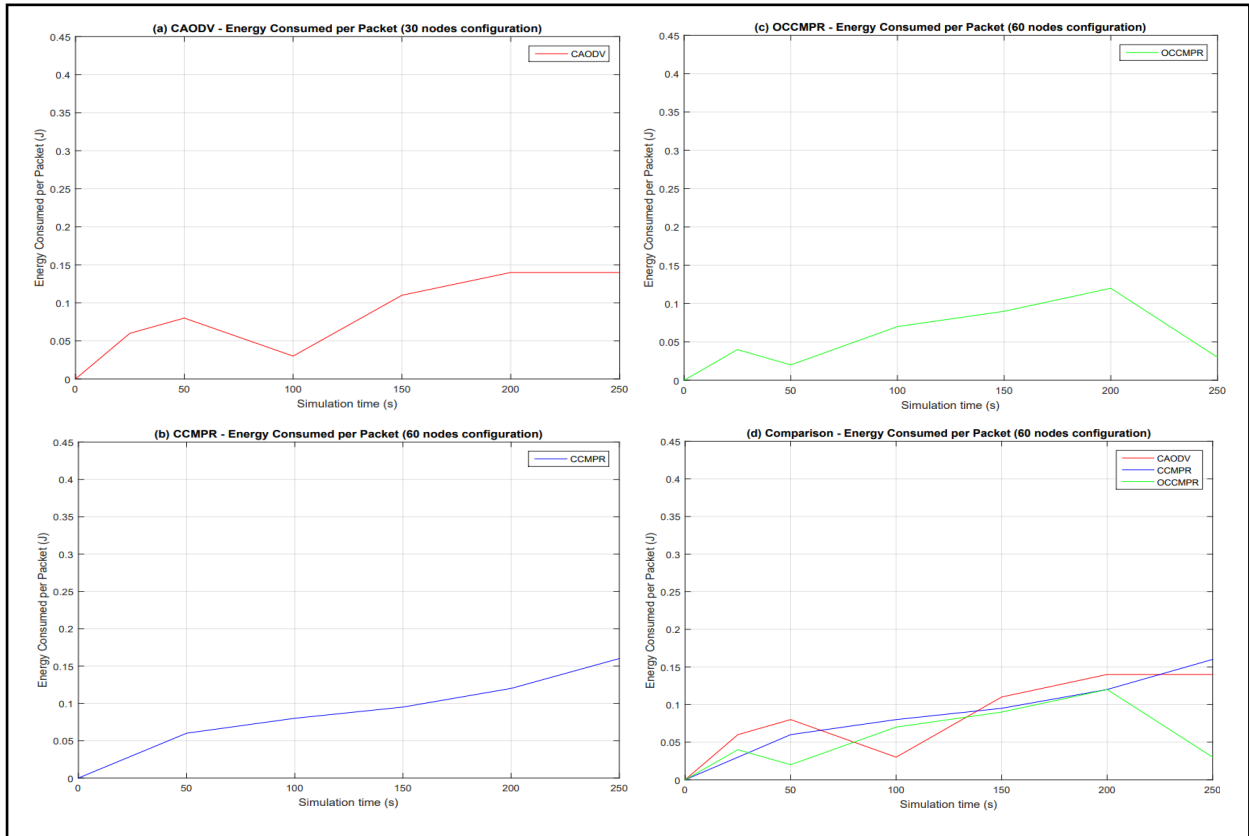 (a) CAODV - Energy Consumed per Packet (30 nodes configuration)
CAODV
0.45
0.4
0.35
0.3
0.25
0.2
0.15
0.1
0.05
0
Energy Consumed per Packet (J)
0 50 100 150 200 250
Simulation time (s)
(c) OCCMPR - Energy Consumed per Packet (60 nodes configuration)
OCCMPR
0.45
0.4
0.35
0.3
0.25
0.2
0.15
0.1
0.05
0
Energy Consumed per Packet (J)
0 50 100 150 200 250
Simulation time (s)
(b) CCMPR - Energy Consumed per Packet (60 nodes configuration)
CCMPR
0.45
0.4
0.35
0.3
0.25
0.2
0.15
0.1
0.05
0
Energy Consumed per Packet (J)
0 50 100 150 200 250
Simulation time (s)
(d) Comparison - Energy Consumed per Packet (60 nodes configuration)
CAODV
CCMPR
OCCMPR
0.45
0.4
0.35
0.3
0.25
0.2
0.15
0.1
0.05
0
Energy Consumed per Packet (J)
0 50 100 150 200 250
Simulation time (s)